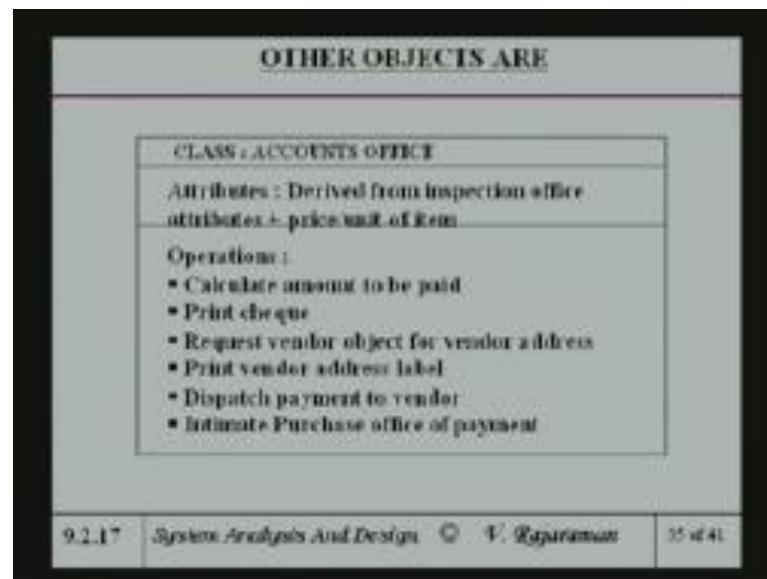 OTHER OBJECTS ARE
CLASS : ACCOUNTS OFFICE
Attributes : Derived from inspection office
attributes + price/unit of item
Operations :
▪ Calculate amount to be paid
▪ Print cheque
▪ Request vendor object for vendor address
▪ Print vendor address label
▪ Dispatch payment to vendor
▪ Intimate Purchase office of payment
9.2.17 System Analysis And Design © V. Rajaraman 35 of 41